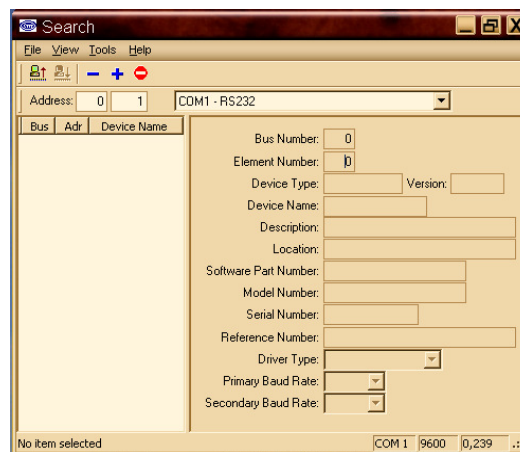 Search
File View Tools Help
Address: 0 1 COM1 - RS232
Bus Adr Device Name
Bus Number: 0
Element Number: 0
Device Type: Version:
Device Name:
Description:
Location:
Software Part Number:
Model Number:
Serial Number:
Reference Number:
Driver Type:
Primary Baud Rate:
Secondary Baud Rate:
No item selected COM 1 9600 0,239